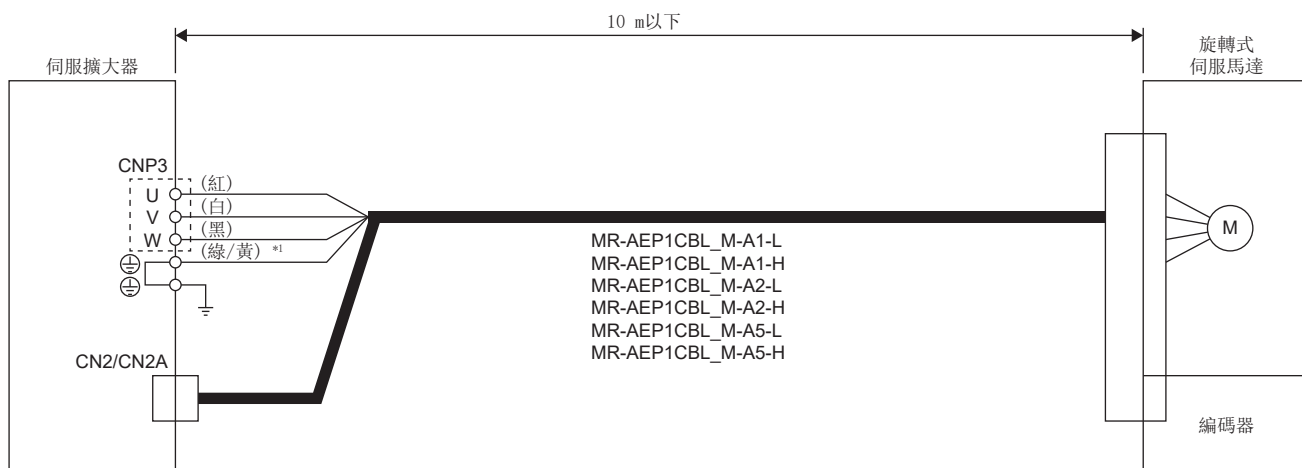 10 m以下
伺服擴大器
旋轉式
伺服馬達
CNP3
U
(紅)
V
(白)
W
(黑)
(綠/黃) *1
M
MR-AEP1CBL_M-A1-L
MR-AEP1CBL_M-A1-H
MR-AEP1CBL_M-A2-L
MR-AEP1CBL_M-A2-H
MR-AEP1CBL_M-A5-L
MR-AEP1CBL_M-A5-H
CN2/CN2A
編碼器